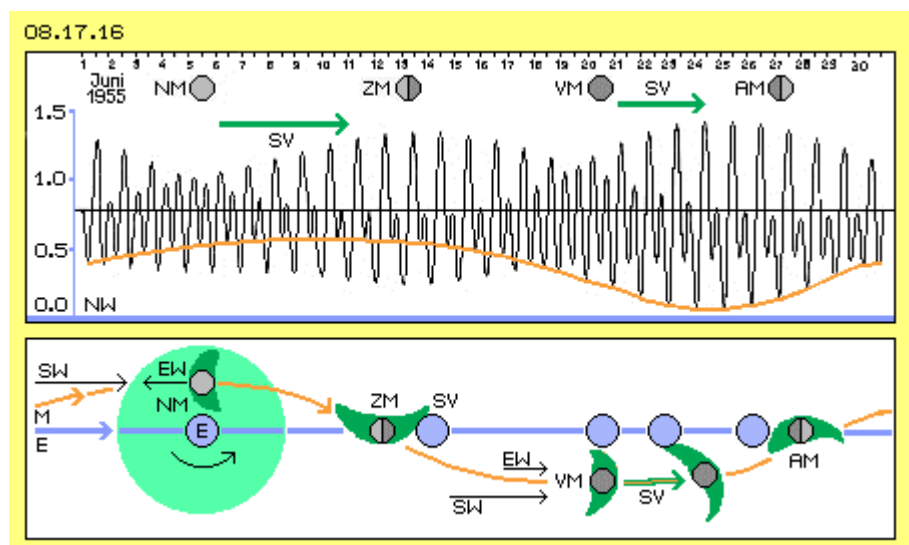 08.17.16
1 2 3 4 5 6 7 8 9 10 11 12 13 14 15 16 17 18 19 20 21 22 23 24 25 26 27 28 29 30
Juni
1955
NM
ZM
VM
SV
AM
SV
1.5
1.0
0.5
0.0
NW
SW
EW
M
NM
E
E
ZM
SV
EW
SW
VM
SV
AM